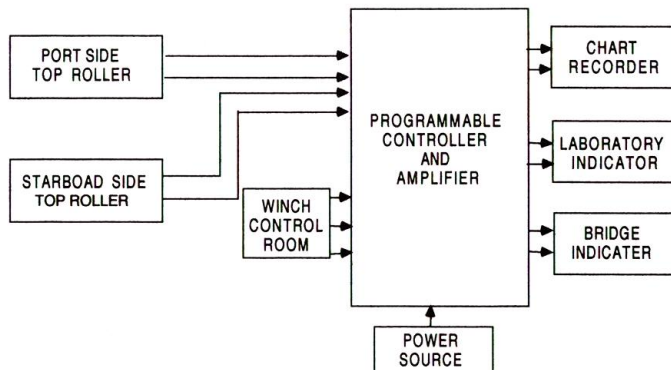 PORT SIDE
TOP ROLLER
STARBOAD SIDE
TOP ROLLER
WINCH
CONTROL
ROOM
PROGRAMMABLE
CONTROLLER
AND
AMPLIFIER
POWER
SOURCE
CHART
RECORDER
LABORATORY
INDICATOR
BRIDGE
INDICATER